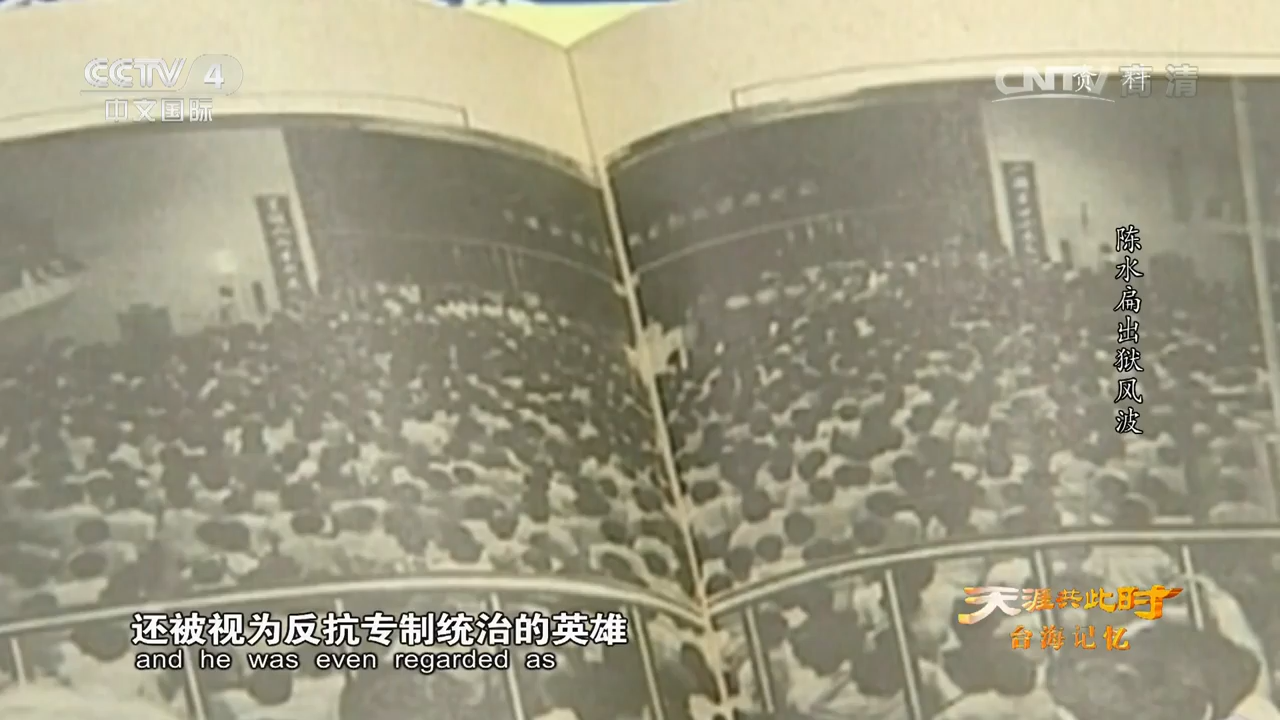 CCTV 4
中文国际
CNTV 高清
资料
陈水扁出狱风波
天涯共此时
台海记忆
还被视为反抗专制统治的英雄
and he was even regarded as